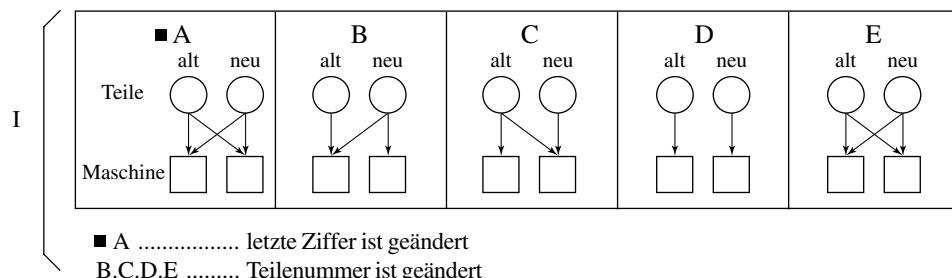 ■ A B C D E
alt neu alt neu alt neu alt neu alt neu
Teile
I
Maschine
■ A ................. letzte Ziffer ist geändert
B.C.D.E ......... Teilenummer ist geändert